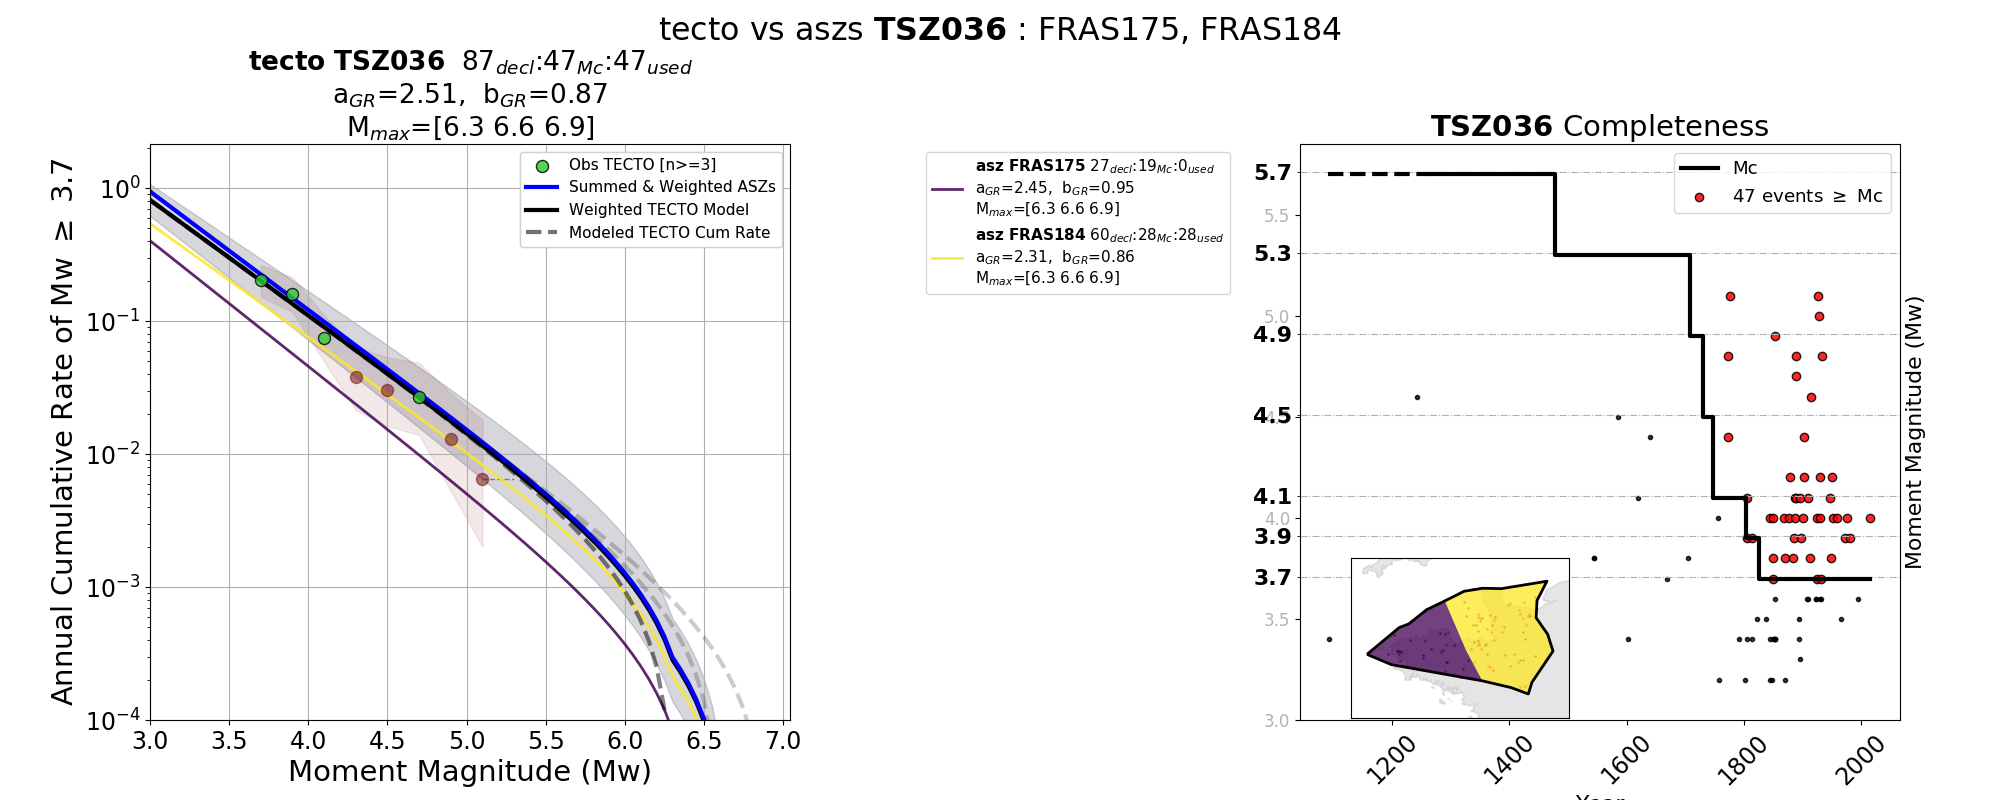 tecto vs aszs TSZ036 : FRAS175, FRAS184
tecto TSZ036 87decl:47Mc:47used
aGR=2.51, bGR=0.87
Mmax=[6.3 6.6 6.9]
Annual Cumulative Rate of Mw ≥ 3.7
10^0
10^−1
10^−2
10^−3
10^−4
3.0 3.5 4.0 4.5 5.0 5.5 6.0 6.5 7.0
Moment Magnitude (Mw)
Obs TECTO [n>=3]
Summed & Weighted ASZs
Weighted TECTO Model
Modeled TECTO Cum Rate
asz FRAS175 27decl:19Mc:0used
aGR=2.45, bGR=0.95
Mmax=[6.3 6.6 6.9]
asz FRAS184 60decl:28Mc:28used
aGR=2.31, bGR=0.86
Mmax=[6.3 6.6 6.9]
TSZ036 Completeness
Mc
47 events ≥ Mc
5.7
5.5
5.3
5.0
4.9
4.5
4.1
4.0
3.9
3.7
3.5
3.0
1200 1400 1600 1800 2000
Moment Magnitude (Mw)